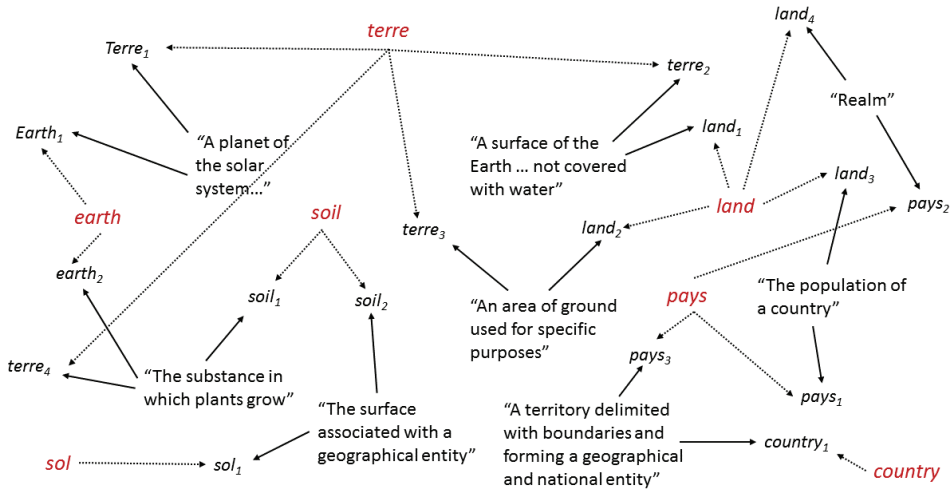 land4
terre
Terre1
terre2
“Realm”
Earth1
“A planet of
the solar
system...”
“A surface of the
Earth ... not covered
with water”
land1
land3
earth
soil
land
pays2
terre3
land2
earth2
soil1
soil2
“An area of ground
used for specific
purposes”
pays
“The population of
a country”
terre4
“The substance in
which plants grow”
pays3
pays1
“The surface
associated with a
geographical entity”
“A territory delimited
with boundaries and
forming a geographical
and national entity”
country1
sol
sol1
country